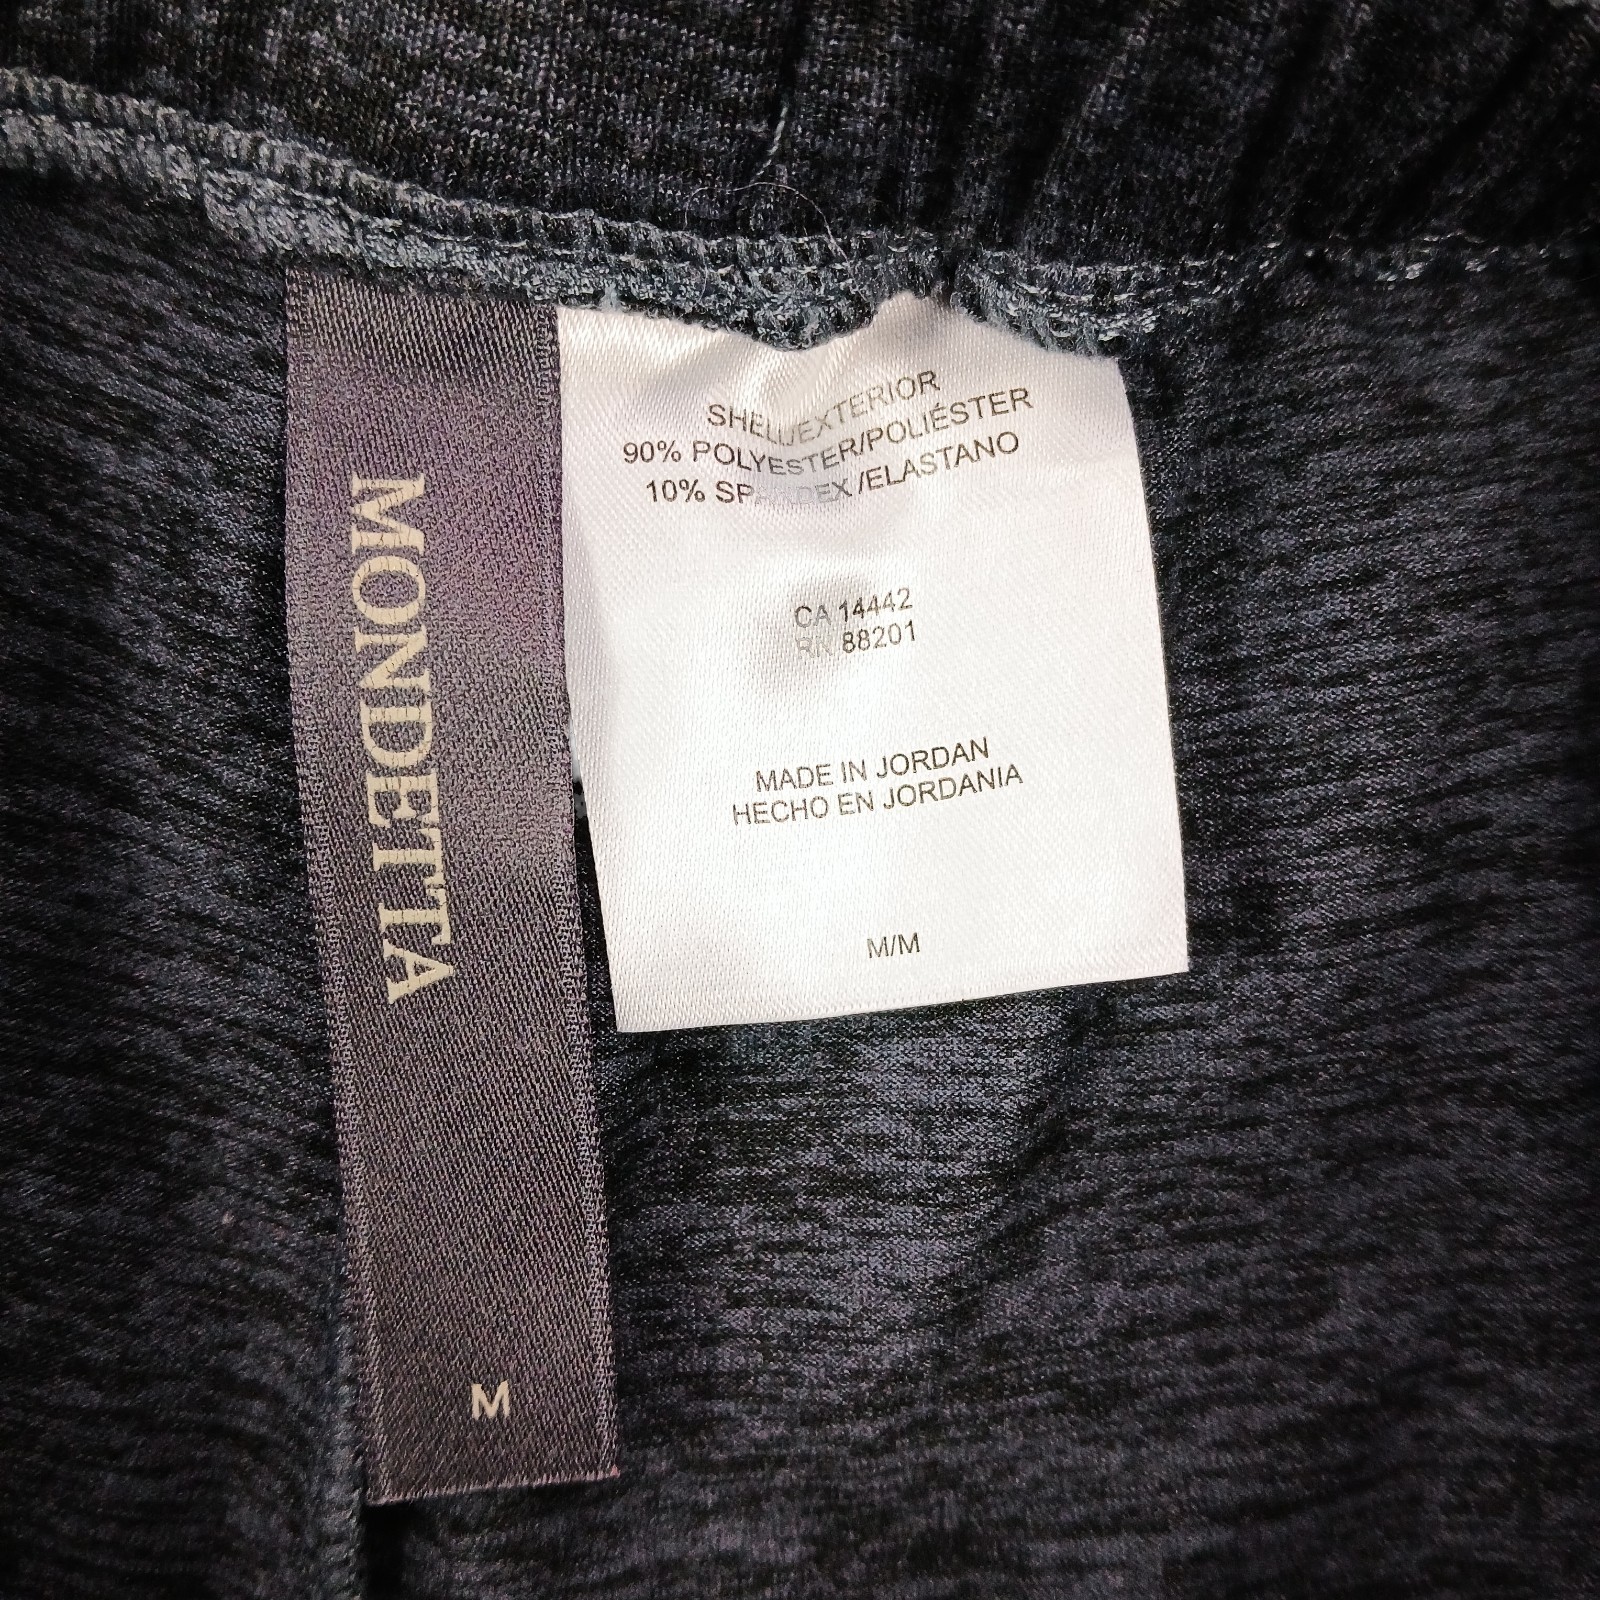 MONDETTA
M
SHELL/EXTERIOR
90% POLYESTER/POLIÉSTER
10% SPANDEX /ELASTANO
CA 14442
RN 88201
MADE IN JORDAN
HECHO EN JORDANIA
M/M